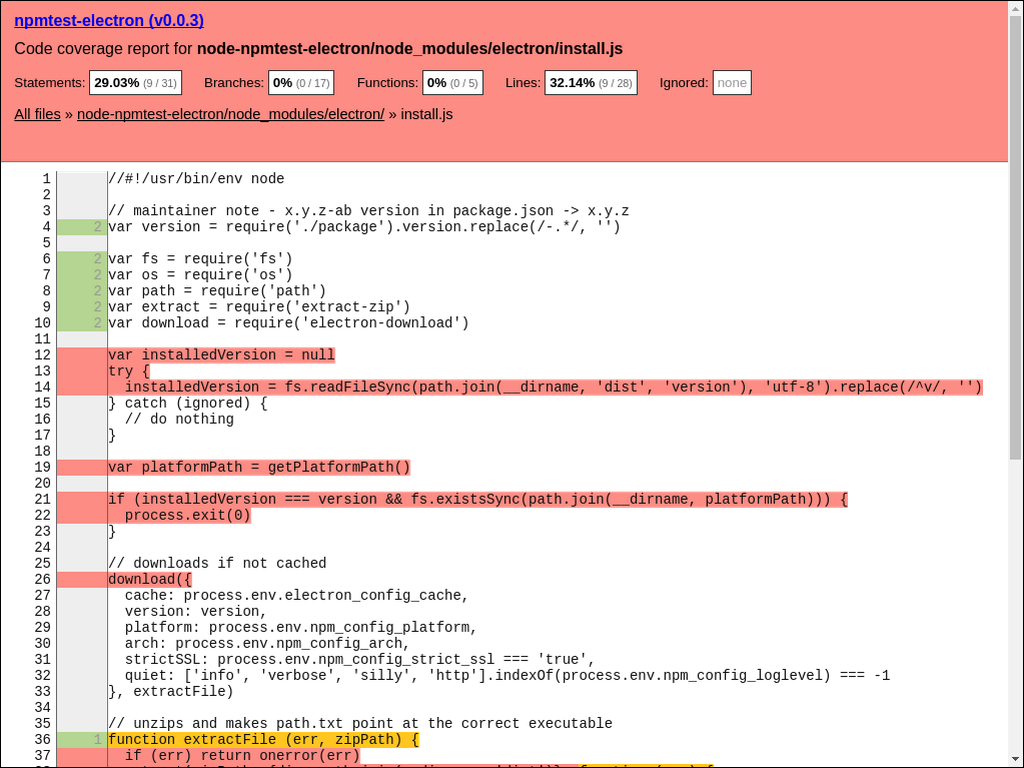 npmtest-electron (v0.0.3)
Code coverage report for node-npmtest-electron/node_modules/electron/install.js
Statements: 29.03% (9 / 31) Branches: 0% (0 / 17) Functions: 0% (0 / 5) Lines: 32.14% (9 / 28) Ignored: none
All files » node-npmtest-electron/node_modules/electron/ » install.js
1 //#!/usr/bin/env node
2
3 // maintainer note - x.y.z-ab version in package.json -> x.y.z
4 2 var version = require('./package').version.replace(/-.*/, '')
5
6 2 var fs = require('fs')
7 2 var os = require('os')
8 2 var path = require('path')
9 2 var extract = require('extract-zip')
10 2 var download = require('electron-download')
11
12 var installedVersion = null
13 try {
14   installedVersion = fs.readFileSync(path.join(__dirname, 'dist', 'version'), 'utf-8').replace(/^v/, '')
15 } catch (ignored) {
16   // do nothing
17 }
18
19 var platformPath = getPlatformPath()
20
21 if (installedVersion === version && fs.existsSync(path.join(__dirname, platformPath))) {
22   process.exit(0)
23 }
24
25 // downloads if not cached
26 download({
27   cache: process.env.electron_config_cache,
28   version: version,
29   platform: process.env.npm_config_platform,
30   arch: process.env.npm_config_arch,
31   strictSSL: process.env.npm_config_strict_ssl === 'true',
32   quiet: ['info', 'verbose', 'silly', 'http'].indexOf(process.env.npm_config_loglevel) === -1
33 }, extractFile)
34
35 // unzips and makes path.txt point at the correct executable
36 1 function extractFile (err, zipPath) {
37   if (err) return onerror(err)